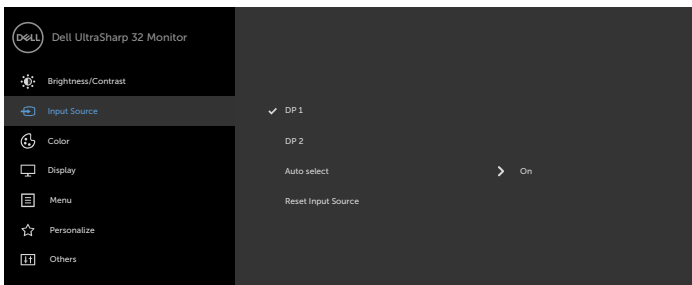 DELL Dell UltraSharp 32 Monitor
Brightness/Contrast
Input Source
Color
Display
Menu
Personalize
Others
DP 1
DP 2
Auto select On
Reset Input Source